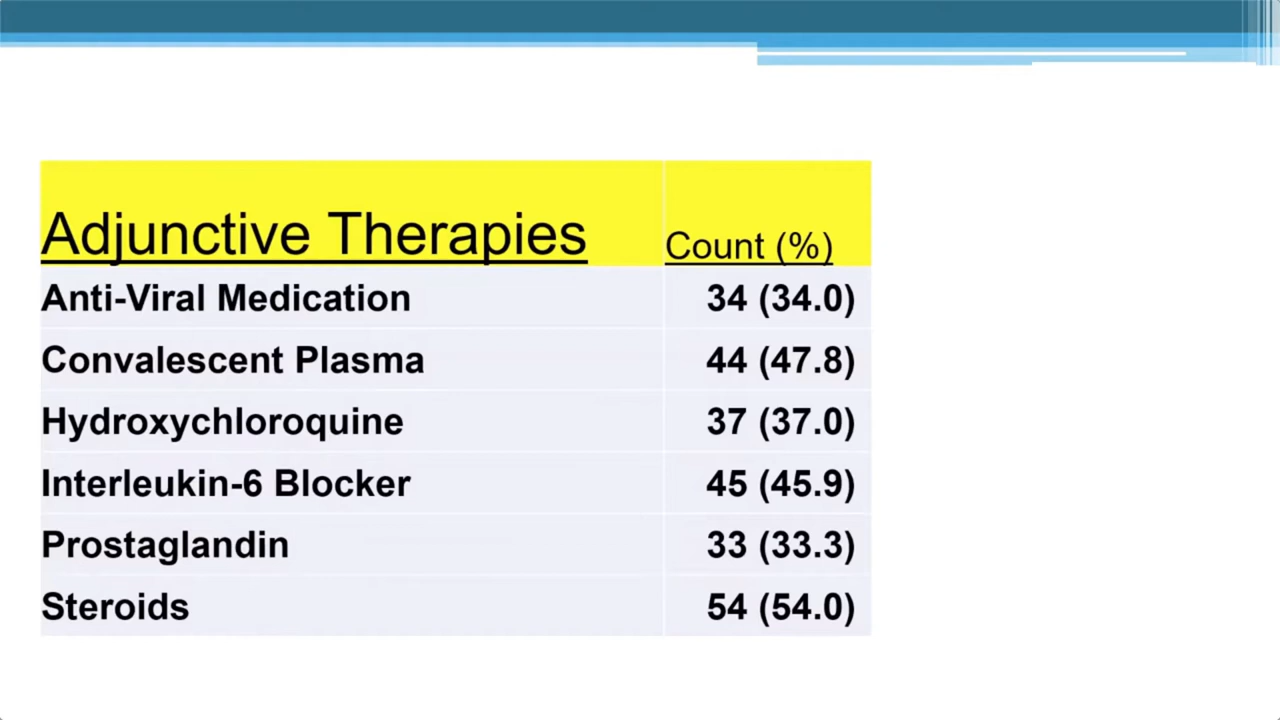 Adjunctive Therapies Count (%)
Anti-Viral Medication 34 (34.0)
Convalescent Plasma 44 (47.8)
Hydroxychloroquine 37 (37.0)
Interleukin-6 Blocker 45 (45.9)
Prostaglandin 33 (33.3)
Steroids 54 (54.0)